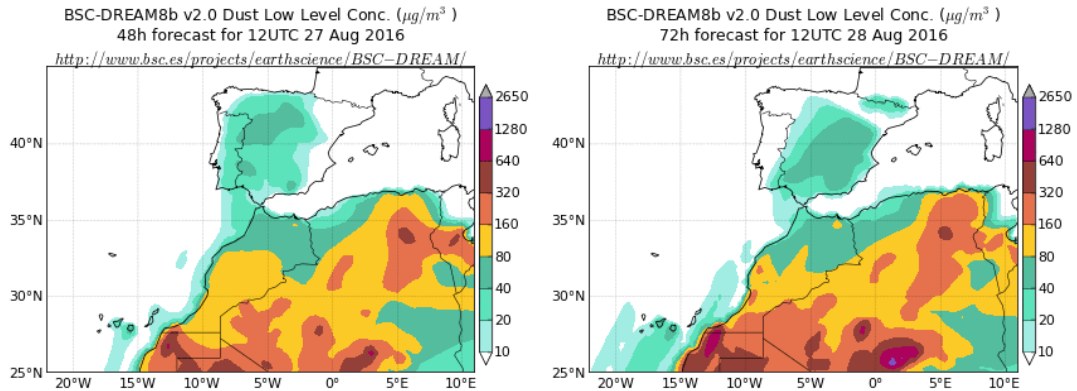 BSC-DREAM8b v2.0 Dust Low Level Conc. (μg/m³ )
48h forecast for 12UTC 27 Aug 2016
http://www.bsc.es/projects/earthscience/BSC−DREAM/
40°N
35°N
30°N
25°N
20°W
15°W
10°W
5°W
0°
5°E
10°E
2650
1280
640
320
160
80
40
20
10
BSC-DREAM8b v2.0 Dust Low Level Conc. (μg/m³ )
72h forecast for 12UTC 28 Aug 2016
http://www.bsc.es/projects/earthscience/BSC−DREAM/
40°N
35°N
30°N
25°N
20°W
15°W
10°W
5°W
0°
5°E
10°E
2650
1280
640
320
160
80
40
20
10